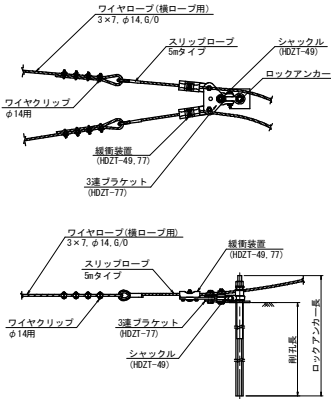 ワイヤロープ(横ロープ用)
3×7, φ14, G/O
スリップロープ
5mタイプ
シャックル
(HDZT-49)
ロックアンカー
ワイヤクリップ
φ14用
緩衝装置
(HDZT-49, 77)
3連ブラケット
(HDZT-77)
ワイヤロープ(横ロープ用)
3×7, φ14, G/O
緩衝装置
(HDZT-49, 77)
スリップロープ
5mタイプ
ワイヤクリップ
φ14用
3連ブラケット
(HDZT-77)
シャックル
(HDZT-49)
削孔長
ロックアンカー長